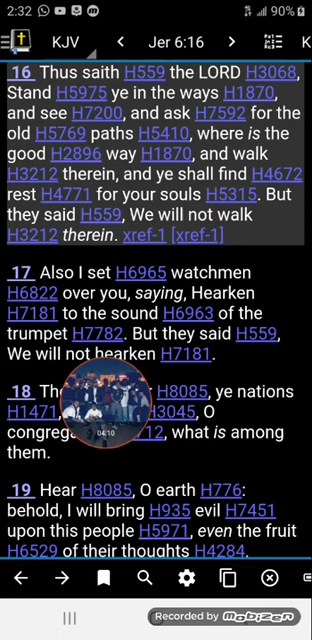 2:32 90%
KJV Jer 6:16 K
16 Thus saith H559 the LORD H3068,
Stand H5975 ye in the ways H1870,
and see H7200, and ask H7592 for the
old H5769 paths H5410, where is the
good H2896 way H1870, and walk
H3212 therein, and ye shall find H4672
rest H4771 for your souls H5315. But
they said H559, We will not walk
H3212 therein. xref-1 [xref-1]
17 Also I set H6965 watchmen
H6822 over you, saying, Hearken
H7181 to the sound H6963 of the
trumpet H7782. But they said H559,
We will not hearken H7181.
18 H8085, ye nations
H1471, H3045, O
what is among
them.
19 Hear H8085, O earth H776:
behold, I will bring H935 evil H7451
upon this people H5971, even the fruit
H6529 of their thoughts H4284.
04:10
Recorded by mobizen